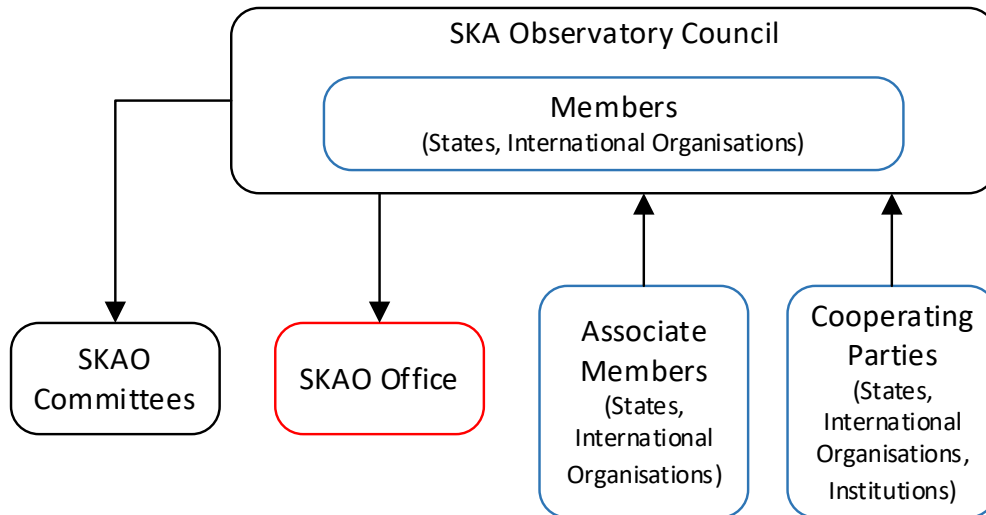 SKA Observatory Council
Members
(States, International Organisations)
SKAO
Committees
SKAO Office
Associate
Members
(States,
International
Organisations)
Cooperating
Parties
(States,
International
Organisations,
Institutions)